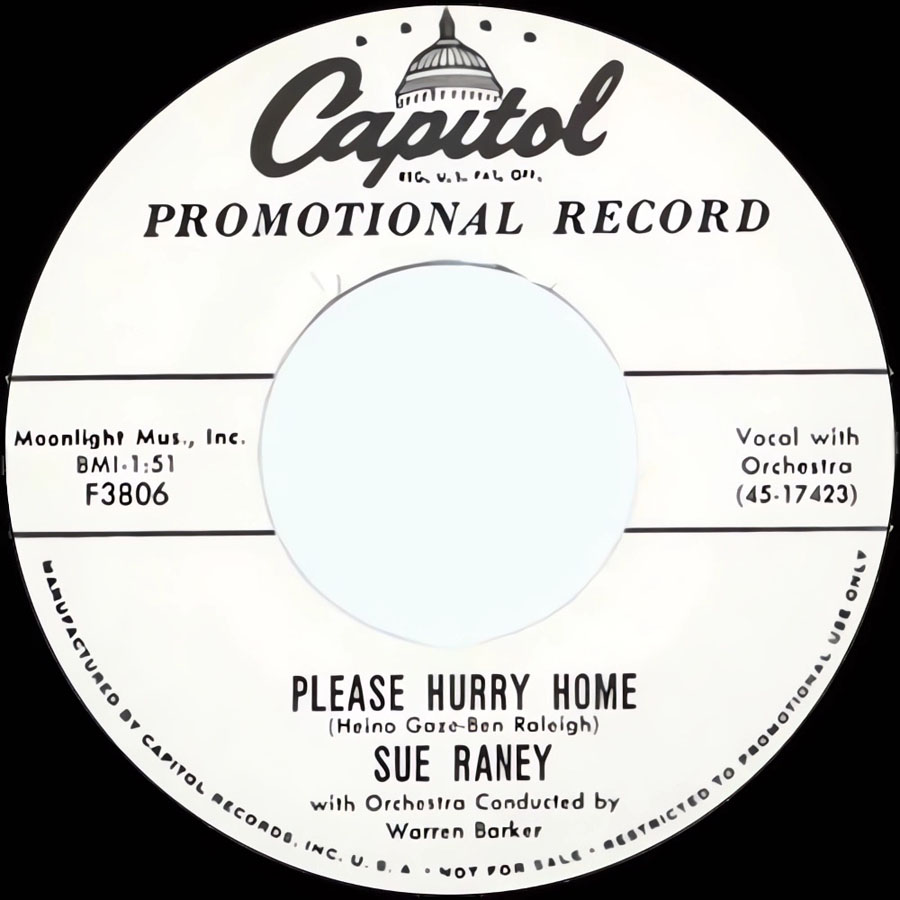 Capitol
REG. U.S. PAT. OFF.
PROMOTIONAL RECORD
Moonlight Mus., Inc.
BMI-1:51
F3806
Vocal with
Orchestra
(45-17423)
PLEASE HURRY HOME
(Heino Gaze-Ben Raleigh)
SUE RANEY
with Orchestra Conducted by
Warren Barker
MANUFACTURED BY CAPITOL RECORDS, INC. U. S. A. • NOT FOR SALE • RESTRICTED TO PROMOTIONAL USE ONLY